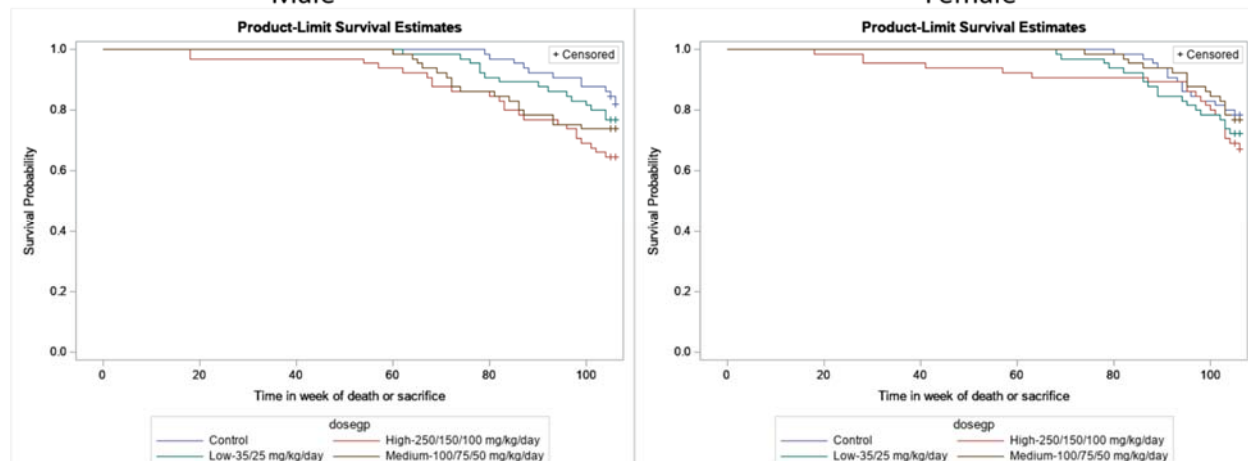 Male
Female
Product-Limit Survival Estimates
+ Censored
1.0
0.8
0.6
0.4
0.2
0.0
Survival Probability
0 20 40 60 80 100
Time in week of death or sacrifice
dosegp
Control High-250/150/100 mg/kg/day
Low-35/25 mg/kg/day Medium-100/75/50 mg/kg/day
Product-Limit Survival Estimates
+ Censored
1.0
0.8
0.6
0.4
0.2
0.0
Survival Probability
0 20 40 60 80 100
Time in week of death or sacrifice
dosegp
Control High-250/150/100 mg/kg/day
Low-35/25 mg/kg/day Medium-100/75/50 mg/kg/day